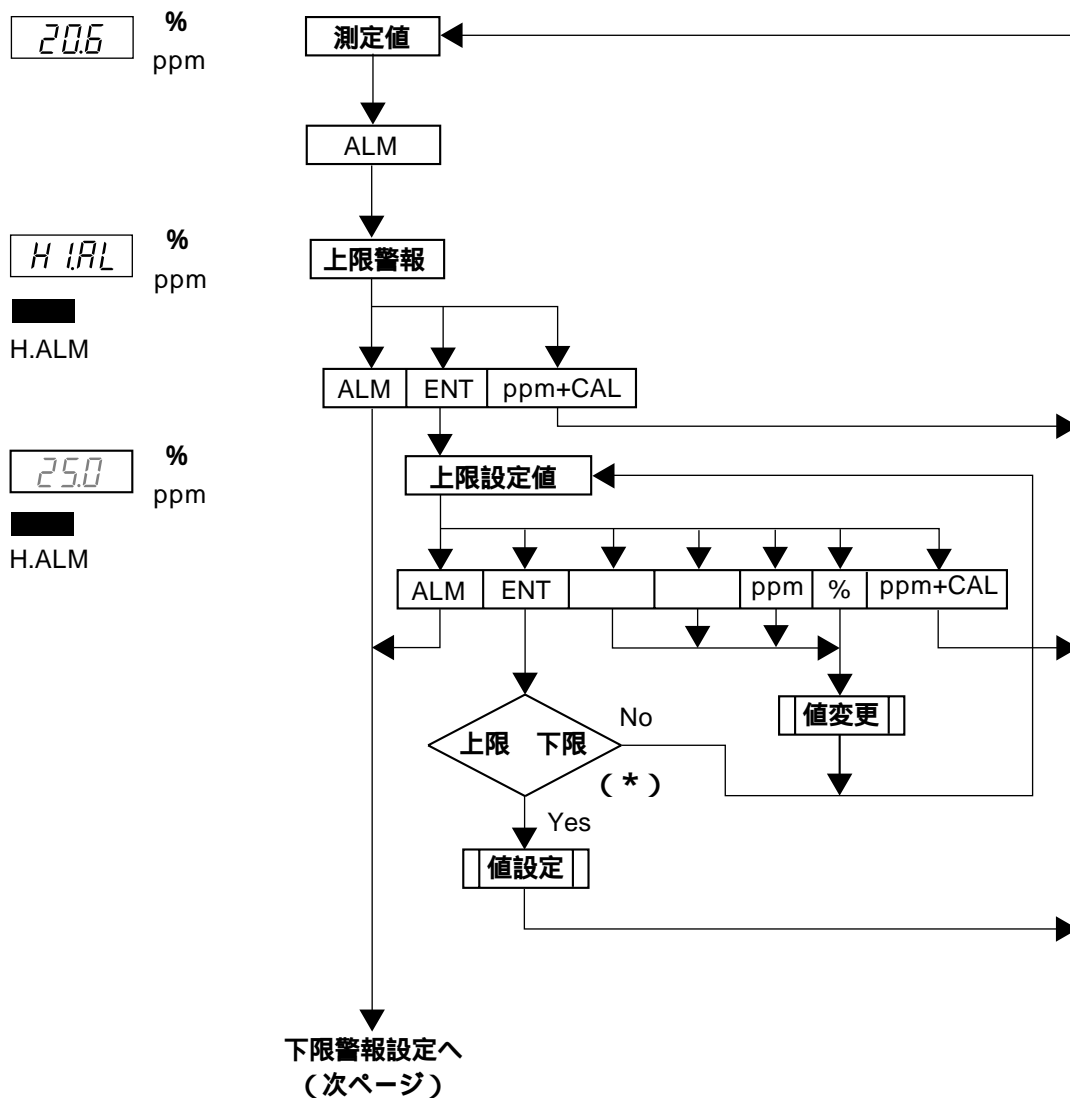 20.6 %
ppm
測定値
ALM
HI.AL %
ppm
H.ALM
上限警報
ALM ENT ppm+CAL
25.0 %
ppm
H.ALM
上限設定値
ALM ENT ppm % ppm+CAL
値変更
上限 下限
No
(*)
Yes
値設定
下限警報設定へ
(次ページ)